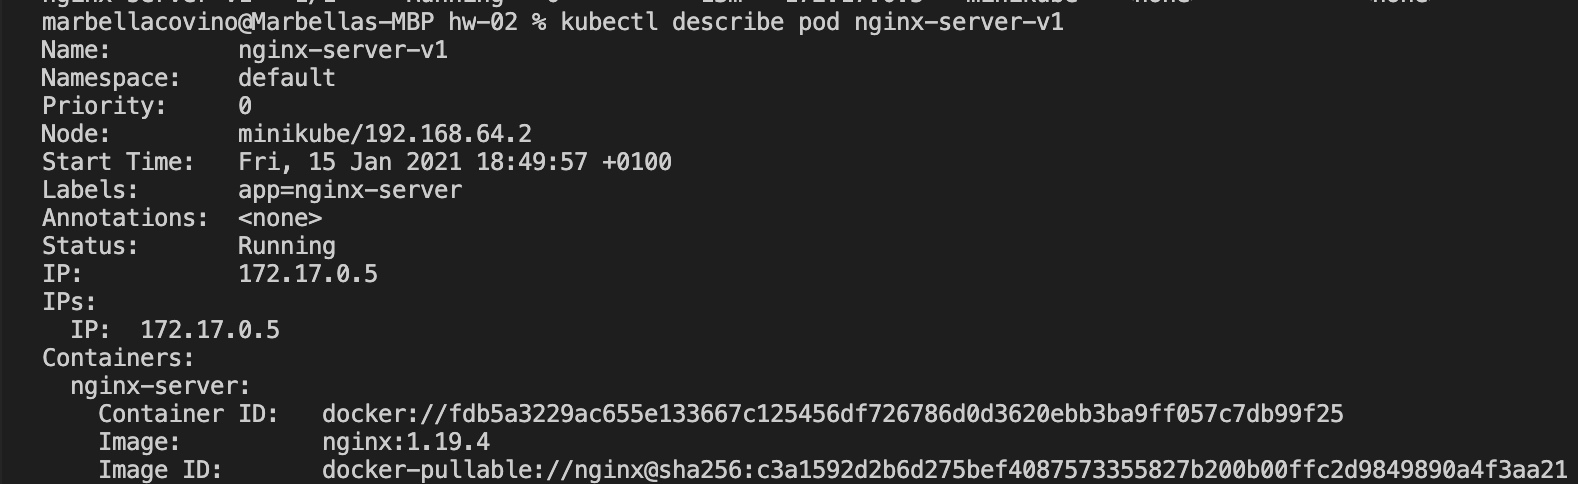 marbellacovino@Marbellas-MBP hw-02 % kubectl describe pod nginx-server-v1
Name:         nginx-server-v1
Namespace:    default
Priority:     0
Node:         minikube/192.168.64.2
Start Time:   Fri, 15 Jan 2021 18:49:57 +0100
Labels:       app=nginx-server
Annotations:  <none>
Status:       Running
IP:           172.17.0.5
IPs:
  IP:  172.17.0.5
Containers:
  nginx-server:
    Container ID:   docker://fdb5a3229ac655e133667c125456df726786d0d3620ebb3ba9ff057c7db99f25
    Image:          nginx:1.19.4
    Image ID:       docker-pullable://nginx@sha256:c3a1592d2b6d275bef4087573355827b200b00ffc2d9849890a4f3aa21